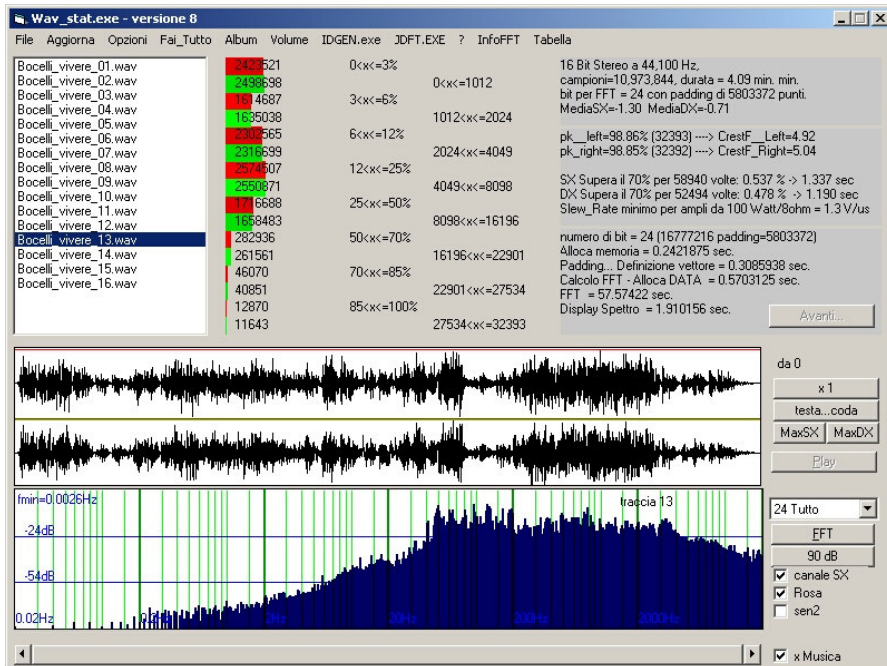 Wav_stat.exe - versione 8
File Aggiorna Opzioni Fai_Tutto Album Volume IDGEN.exe JDFT.EXE ? InfoFFT Tabella
Bocelli_vivere_01.wav
Bocelli_vivere_02.wav
Bocelli_vivere_03.wav
Bocelli_vivere_04.wav
Bocelli_vivere_05.wav
Bocelli_vivere_06.wav
Bocelli_vivere_07.wav
Bocelli_vivere_08.wav
Bocelli_vivere_09.wav
Bocelli_vivere_10.wav
Bocelli_vivere_11.wav
Bocelli_vivere_12.wav
Bocelli_vivere_13.wav
Bocelli_vivere_14.wav
Bocelli_vivere_15.wav
Bocelli_vivere_16.wav
2423521 0<x<=3%
2498698 0<x<=1012
1614687 3<x<=6%
1635038 1012<x<=2024
2302565 6<x<=12%
2316699 2024<x<=4049
2574507 12<x<=25%
2550871 4049<x<=8098
1716688 25<x<=50%
1658483 8098<x<=16196
282936 50<x<=70%
261561 16196<x<=22901
46070 70<x<=85%
40851 22901<x<=27534
12870 85<x<=100%
11643 27534<x<=32393
16 Bit Stereo a 44,100 Hz,
campioni=10,973,844, durata = 4.09 min. min.
bit per FFT = 24 con padding di 5803372 punti.
MediaSX=-1.30 MediaDX=-0.71
pk__left=98.86% (32393) ----> CrestF__Left=4.92
pk_right=98.85% (32392) ----> CrestF_Right=5.04
SX Supera il 70% per 58940 volte: 0.537 % -> 1.337 sec
DX Supera il 70% per 52494 volte: 0.478 % -> 1.190 sec
Slew_Rate minimo per ampli da 100 Watt/8ohm = 1.3 V/us
numero di bit = 24 (16777216 padding=5803372)
Alloca memoria = 0.2421875 sec.
Padding... Definizione vettore = 0.3085938 sec.
Calcolo FFT - Alloca DATA = 0.5703125 sec.
FFT = 57.57422 sec.
Display Spettro = 1.910156 sec.
Avanti...
da 0
x 1
testa...coda
MaxSX MaxDX
Play
fmin=0.0026Hz
traccia 13
-24dB
-54dB
0.02Hz
2Hz
20Hz
200Hz
2000Hz
24 Tutto
FFT
90 dB
canale SX
Rosa
sen2
x Musica